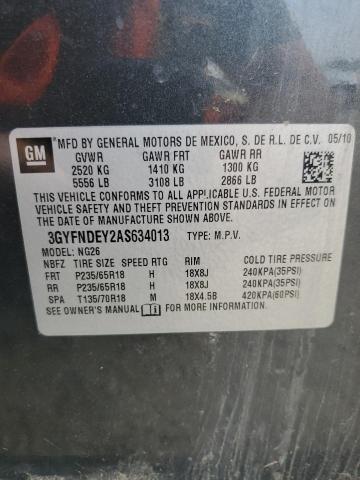 GM
MFD BY GENERAL MOTORS DE MEXICO, S. DE R.L. DE C.V. 05/10
GVWR GAWR FRT GAWR RR
2520 KG 1410 KG 1300 KG
5556 LB 3108 LB 2866 LB
THIS VEHICLE CONFORMS TO ALL APPLICABLE U.S. FEDERAL MOTOR
VEHICLE SAFETY AND THEFT PREVENTION STANDARDS IN EFFECT ON
THE DATE OF MANUFACTURE SHOWN ABOVE.
3GYFNDEY2AS634013 TYPE: M.P.V.
MODEL: NG26
NBFZ TIRE SIZE SPEED RTG RIM COLD TIRE PRESSURE
FRT P235/65R18 H 18X8J 240KPA(35PSI)
RR P235/65R18 H 18X8J 240KPA(35PSI)
SPA T135/70R18 M 18X4.5B 420KPA(60PSI)
SEE OWNER'S MANUAL FOR MORE INFORMATION.